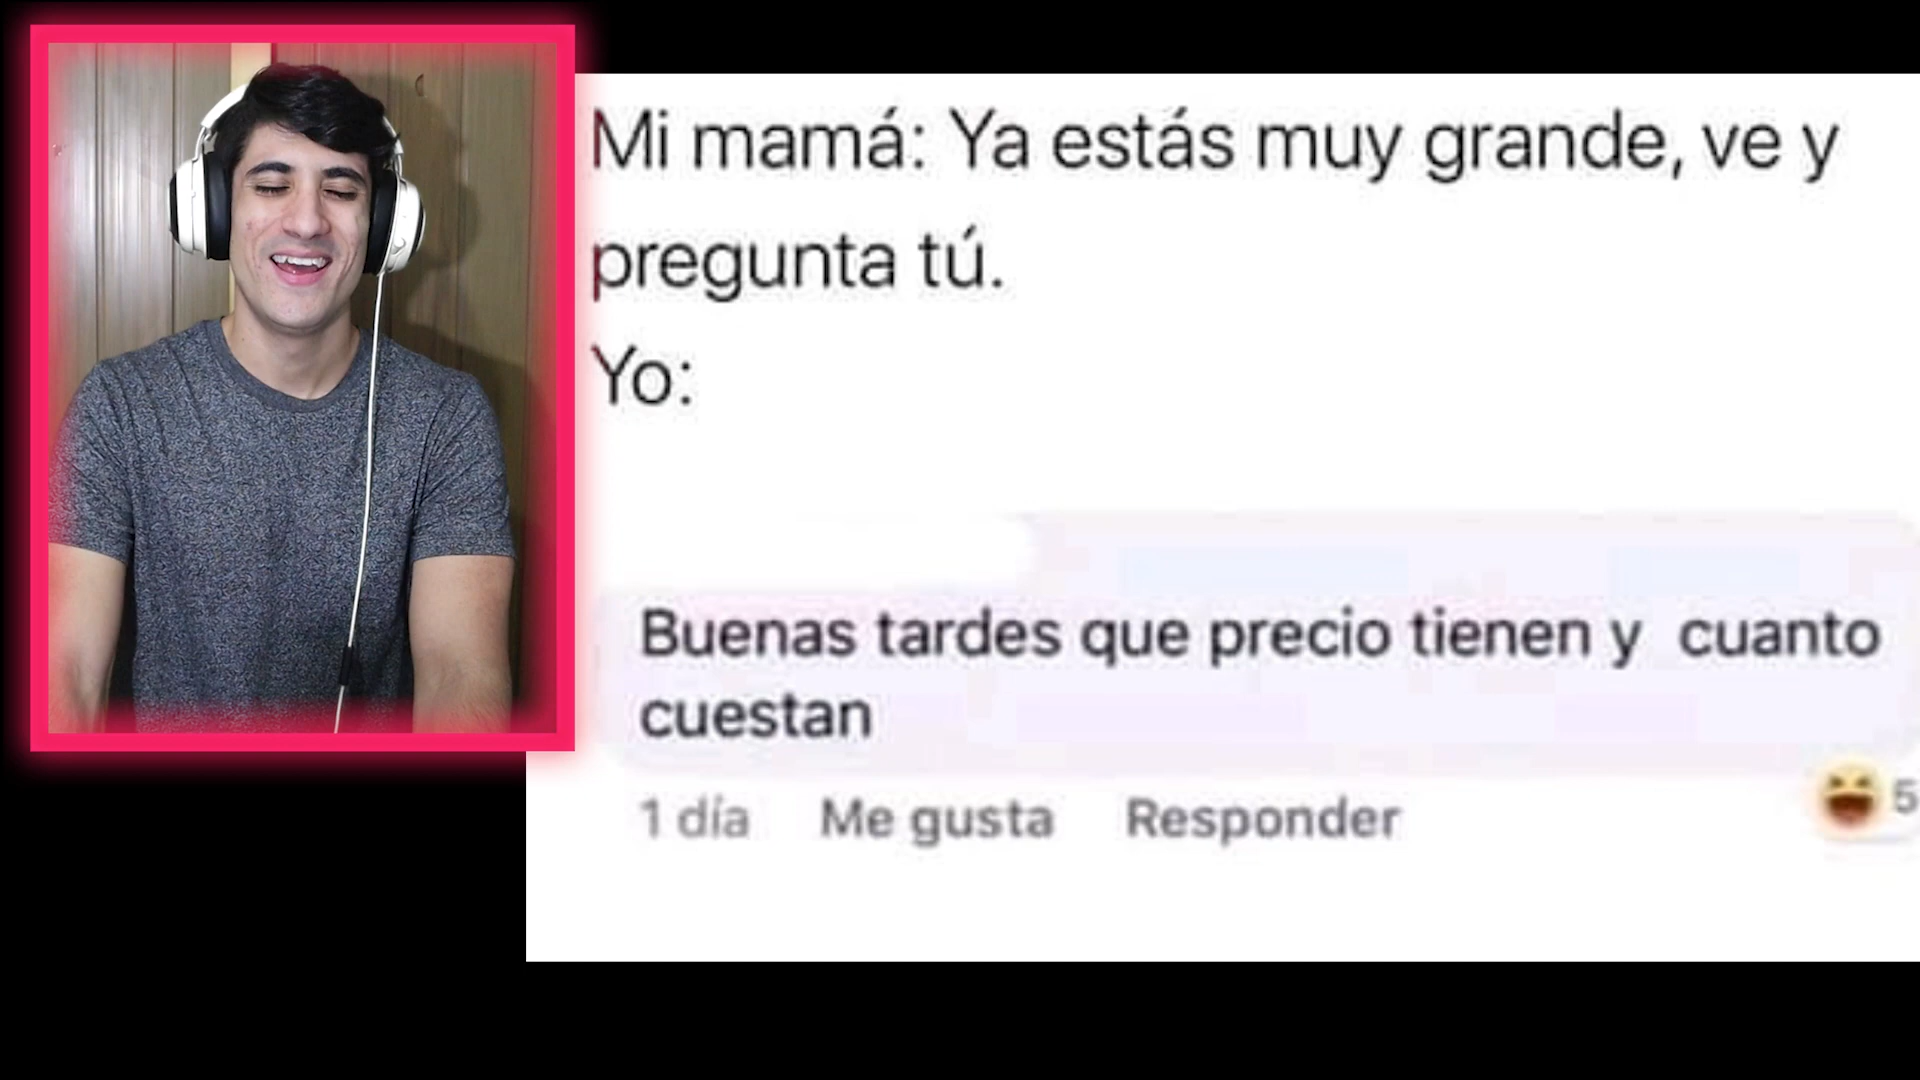 Mi mamá: Ya estás muy grande, ve y
pregunta tú.
Yo:
Buenas tardes que precio tienen y cuanto
cuestan
1 día Me gusta Responder
5